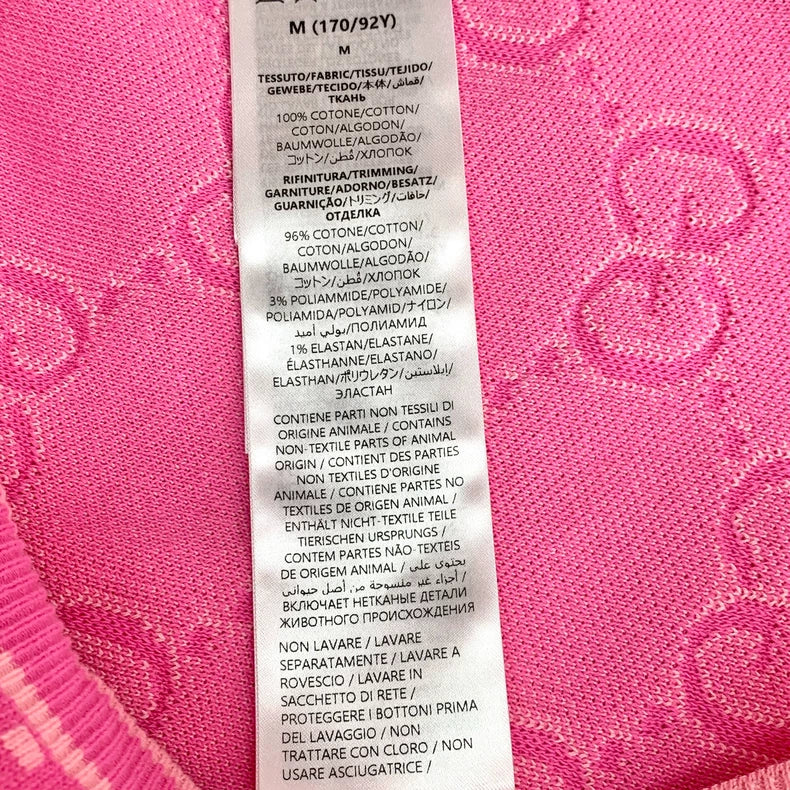 M (170/92Y)
M
TESSUTO/FABRIC/TISSU/TEJIDO/
GEWEBE/TECIDO/本体/قماش/
ТКАНЬ
100% COTONE/COTTON/
COTON/ALGODON/
BAUMWOLLE/ALGODÃO/
コットン/قُطن/ХЛОПОК
RIFINITURA/TRIMMING/
GARNITURE/ADORNO/BESATZ/
GUARNIÇÃO/トリミング/حافات/
ОТДЕЛКА
96% COTONE/COTTON/
COTON/ALGODON/
BAUMWOLLE/ALGODÃO/
コットン/قُطن/ХЛОПОК
3% POLIAMMIDE/POLYAMIDE/
POLIAMIDA/POLYAMID/ナイロン/
بولي أميد/ПОЛИАМИД
1% ELASTAN/ELASTANE/
ÉLASTHANNE/ELASTANO/
ELASTHAN/ポリウレタン/إيلاستين/
ЭЛАСТАН
CONTIENE PARTI NON TESSILI DI
ORIGINE ANIMALE / CONTAINS
NON-TEXTILE PARTS OF ANIMAL
ORIGIN / CONTIENT DES PARTIES
NON TEXTILES D'ORIGINE
ANIMALE / CONTIENE PARTES NO
TEXTILES DE ORIGEN ANIMAL /
ENTHÄLT NICHT-TEXTILE TEILE
TIERISCHEN URSPRUNGS /
CONTEM PARTES NÃO-TEXTEIS
DE ORIGEM ANIMAL / يحتوي على
أجزاء غير منسوجة من أصل حيواني /
ВКЛЮЧАЕТ НЕТКАНЫЕ ДЕТАЛИ
ЖИВОТНОГО ПРОИСХОЖДЕНИЯ
NON LAVARE / LAVARE
SEPARATAMENTE / LAVARE A
ROVESCIO / LAVARE IN
SACCHETTO DI RETE /
PROTEGGERE I BOTTONI PRIMA
DEL LAVAGGIO / NON
TRATTARE CON CLORO / NON
USARE ASCIUGATRICE /